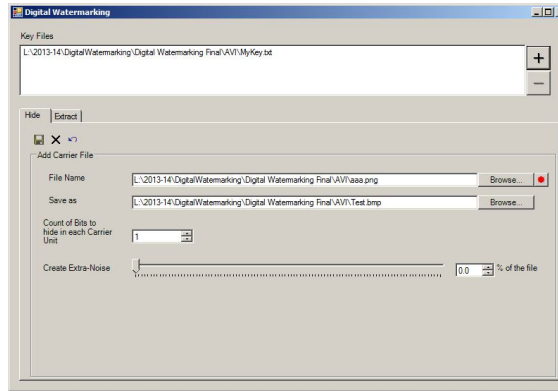 Digital Watermarking
Key Files
L:\2013-14\DigitalWatermarking\Digital Watermarking Final\AVI\MyKey.txt
Hide Extract
Add Carrier File
File Name L:\2013-14\DigitalWatermarking\Digital Watermarking Final\AVI\aaa.png Browse...
Save as L:\2013-14\DigitalWatermarking\Digital Watermarking Final\AVI\Test.bmp Browse...
Count of Bits to
hide in each Carrier
Unit 1
Create Extra-Noise 0.0 % of the file